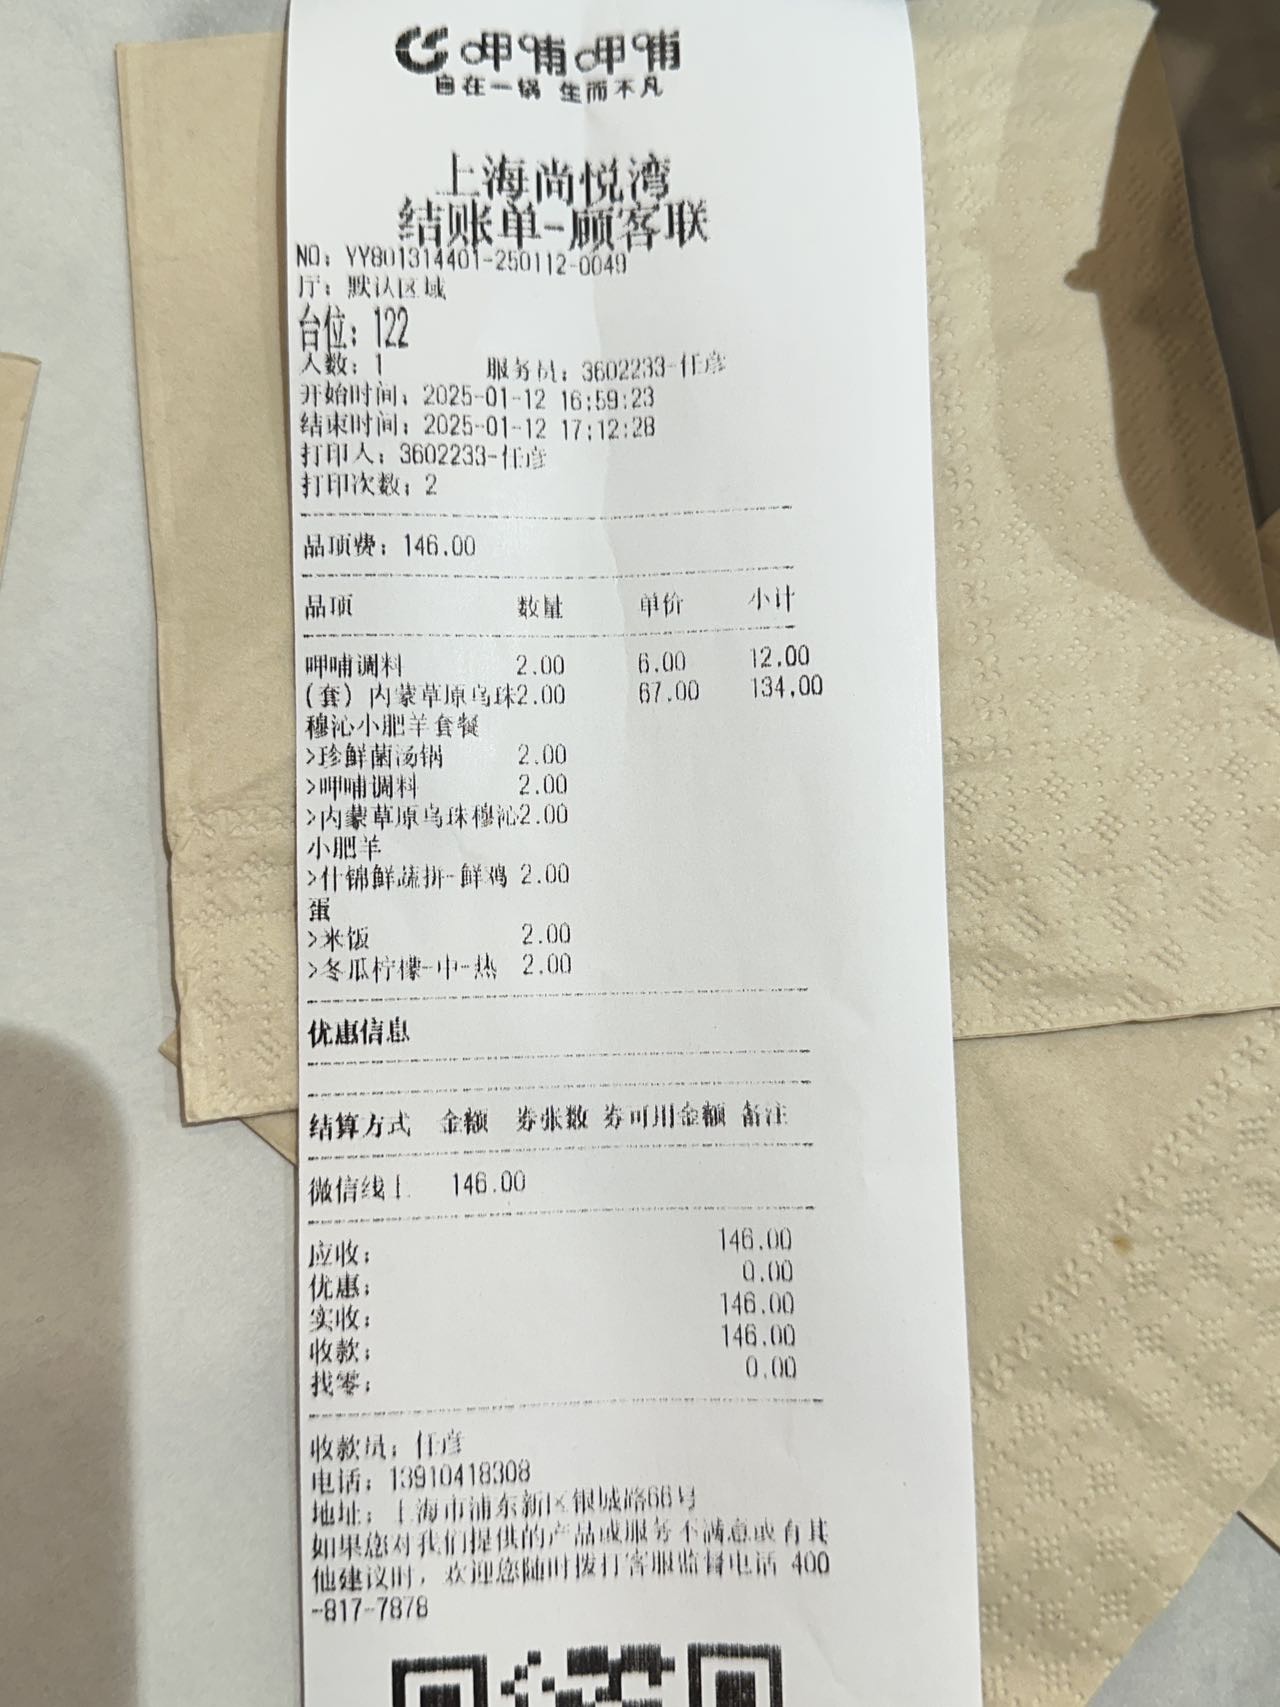 呷哺呷哺
自在一锅 生而不凡
上海尚悦湾
结账单-顾客联
NO：YY801314401-250112-0049
厅：默认区域
台位：122
人数：1 服务员：3602233-任彦
开始时间：2025-01-12 16:59:23
结束时间：2025-01-12 17:12:28
打印人：3602233-任彦
打印次数：2
品项费：146.00
品项 数量 单价 小计
呷哺调料 2.00 6.00 12.00
(套) 内蒙草原乌珠2.00 67.00 134.00
穆沁小肥羊套餐
>珍鲜菌汤锅 2.00
>呷哺调料 2.00
>内蒙草原乌珠穆沁2.00
小肥羊
>什锦鲜蔬拼-鲜鸡 2.00
蛋
>米饭 2.00
>冬瓜柠檬-中-热 2.00
优惠信息
结算方式 金额 券张数 券可用金额 备注
微信线上 146.00
应收： 146.00
优惠： 0.00
实收： 146.00
收款： 146.00
找零： 0.00
收款员：任彦
电话：13910418308
地址：上海市浦东新区银城路66号
如果您对我们提供的产品或服务不满意或有其
他建议时，欢迎您随时拨打客服监督电话 400
-817-7878